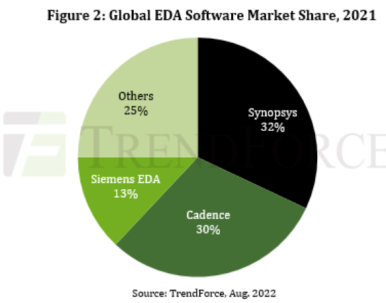 Figure 2: Global EDA Software Market Share, 2021
Others
25%
Synopsys
32%
TRENDFORCE
Siemens EDA
13%
Cadence
30%
Source: TrendForce, Aug, 2022